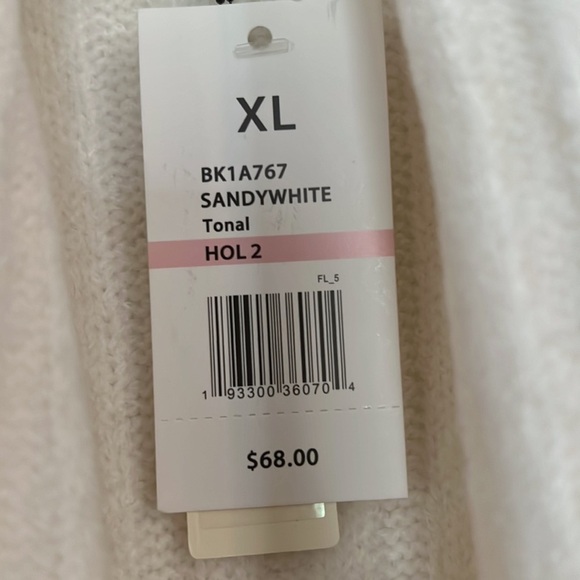 XL
BK1A767
SANDYWHITE
Tonal
HOL 2
FL_5
1 93300 36070 4
$68.00